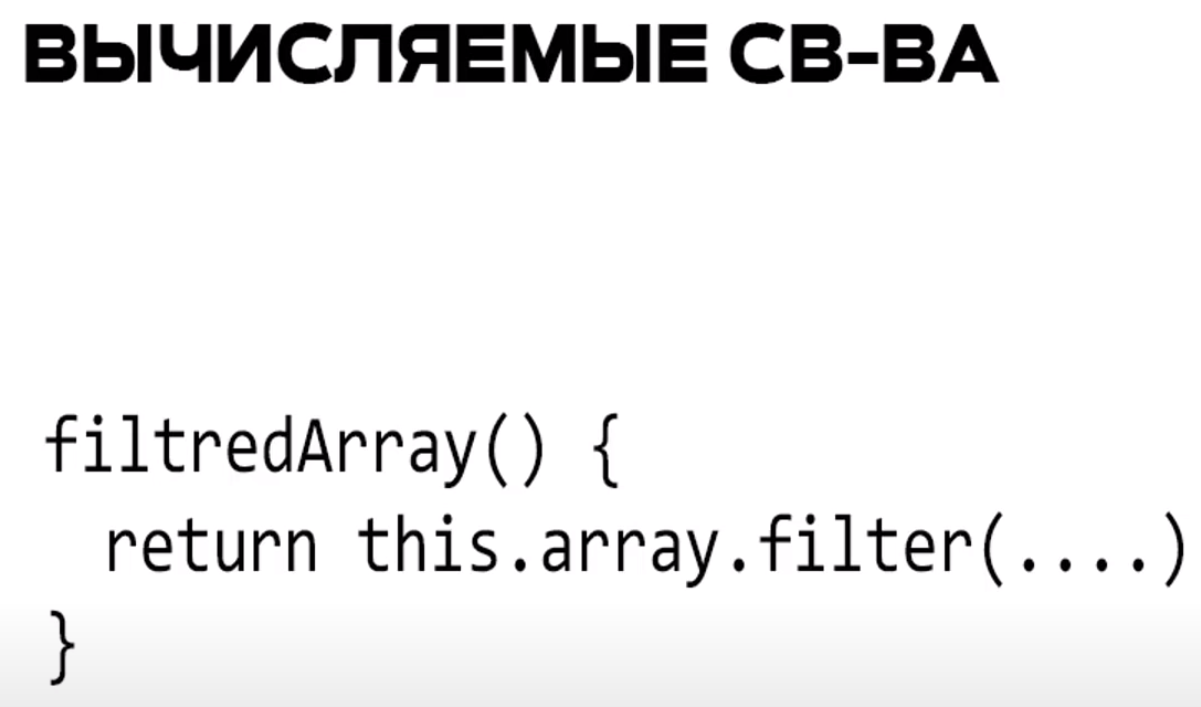 ВЫЧИСЛЯЕМЫЕ СВ-ВА
filtredArray() {
return this.array.filter(....)
}